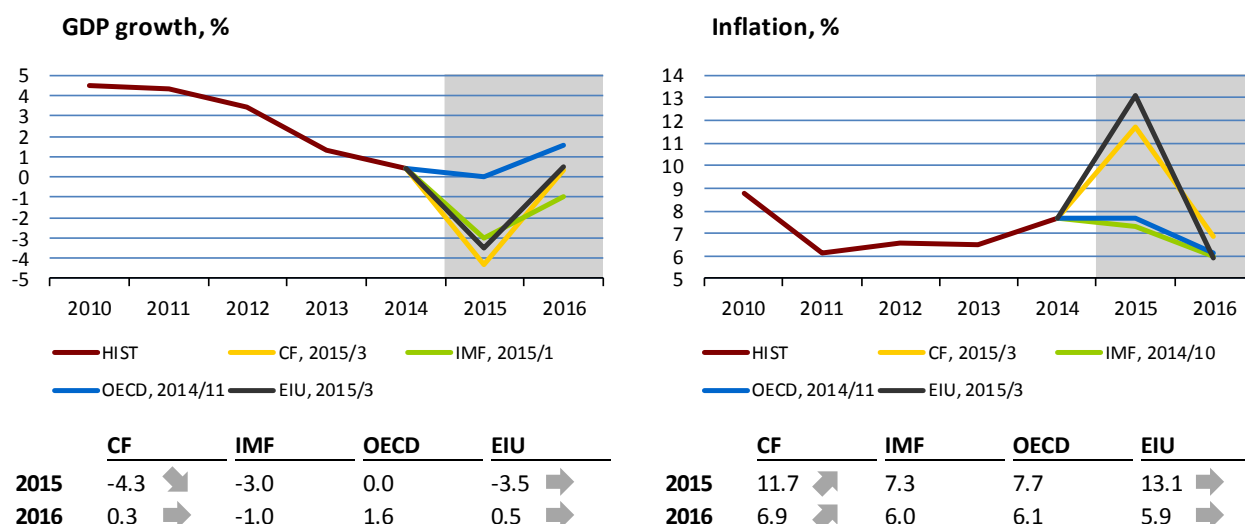 GDP growth, %
5
4
3
2
1
0
-1
-2
-3
-4
-5
2010 2011 2012 2013 2014 2015 2016
HIST CF, 2015/3 IMF, 2015/1
OECD, 2014/11 EIU, 2015/3
CF IMF OECD EIU
2015 -4.3 -3.0 0.0 -3.5
2016 0.3 -1.0 1.6 0.5
Inflation, %
14
13
12
11
10
9
8
7
6
5
2010 2011 2012 2013 2014 2015 2016
HIST CF, 2015/3 IMF, 2014/10
OECD, 2014/11 EIU, 2015/3
CF IMF OECD EIU
2015 11.7 7.3 7.7 13.1
2016 6.9 6.0 6.1 5.9